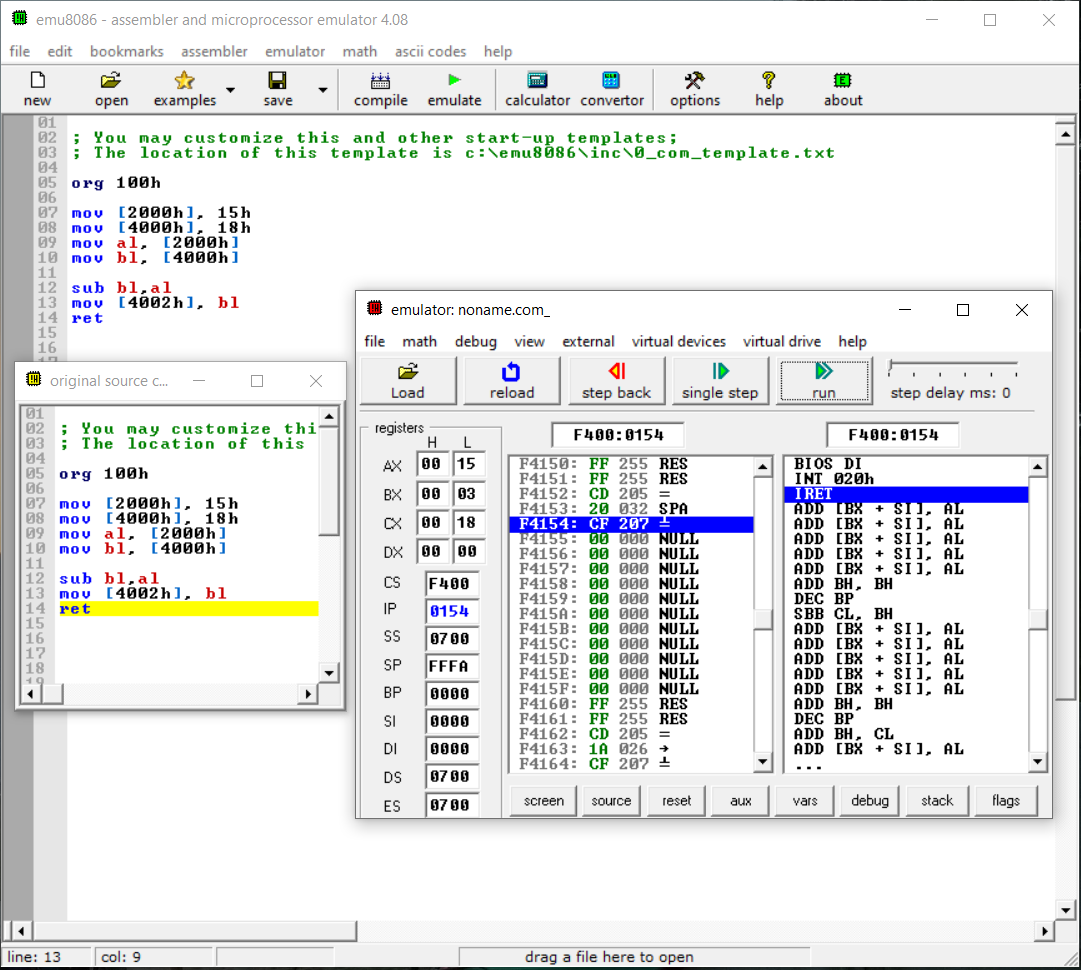 emu8086 - assembler and microprocessor emulator 4.08
file edit bookmarks assembler emulator math ascii codes help
new open examples save compile emulate calculator convertor options help about
01
02 ; You may customize this and other start-up templates;
03 ; The location of this template is c:\emu8086\inc\0_com_template.txt
04
05 org 100h
06
07 mov [2000h], 15h
08 mov [4000h], 18h
09 mov al, [2000h]
10 mov bl, [4000h]
11
12 sub bl,al
13 mov [4002h], bl
14 ret
15
16
original source c...
01
02 ; You may customize thi
03 ; The location of this
04
05 org 100h
06
07 mov [2000h], 15h
08 mov [4000h], 18h
09 mov al, [2000h]
10 mov bl, [4000h]
11
12 sub bl,al
13 mov [4002h], bl
14 ret
15
16
17
18
emulator: noname.com_
file math debug view external virtual devices virtual drive help
Load reload step back single step run step delay ms: 0
registers
H L
AX 00 15
BX 00 03
CX 00 18
DX 00 00
CS F400
IP 0154
SS 0700
SP FFFA
BP 0000
SI 0000
DI 0000
DS 0700
ES 0700
F400:0154
F4150: FF 255 RES
F4151: FF 255 RES
F4152: CD 205 =
F4153: 20 032 SPA
F4154: CF 207 ╧
F4155: 00 000 NULL
F4156: 00 000 NULL
F4157: 00 000 NULL
F4158: 00 000 NULL
F4159: 00 000 NULL
F415A: 00 000 NULL
F415B: 00 000 NULL
F415C: 00 000 NULL
F415D: 00 000 NULL
F415E: 00 000 NULL
F415F: 00 000 NULL
F4160: FF 255 RES
F4161: FF 255 RES
F4162: CD 205 =
F4163: 1A 026 →
F4164: CF 207 ╧
F400:0154
BIOS DI
INT 020h
IRET
ADD [BX + SI], AL
ADD [BX + SI], AL
ADD [BX + SI], AL
ADD [BX + SI], AL
ADD [BX + SI], AL
ADD BH, BH
DEC BP
SBB CL, BH
ADD [BX + SI], AL
ADD [BX + SI], AL
ADD [BX + SI], AL
ADD [BX + SI], AL
ADD [BX + SI], AL
ADD BH, BH
DEC BP
ADD BH, CL
ADD [BX + SI], AL
...
screen source reset aux vars debug stack flags
line: 13 col: 9 drag a file here to open